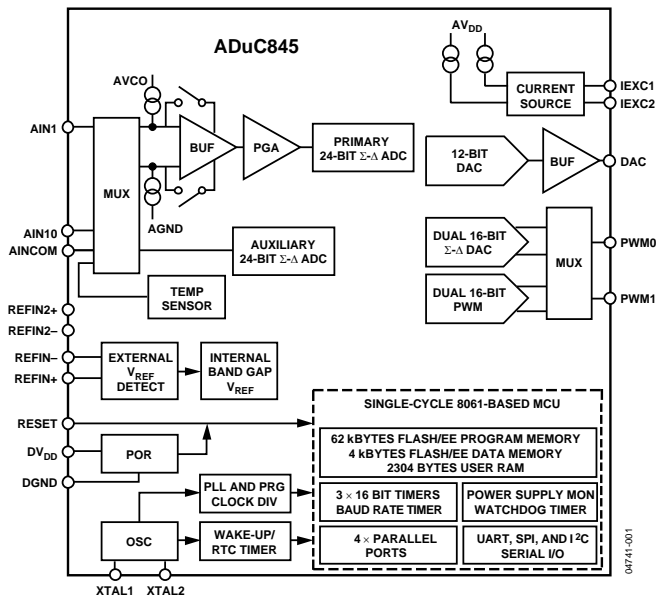 ADuC845
AVDD
AVCO
IEXC1
IEXC2
CURRENT
SOURCE
AIN1
BUF
PGA
PRIMARY
24-BIT Σ-Δ ADC
12-BIT
DAC
BUF
DAC
MUX
AGND
AIN10
AINCOM
AUXILIARY
24-BIT Σ-Δ ADC
DUAL 16-BIT
Σ-Δ DAC
MUX
PWM0
TEMP
SENSOR
DUAL 16-BIT
PWM
PWM1
REFIN2+
REFIN2–
REFIN–
REFIN+
EXTERNAL
VREF
DETECT
INTERNAL
BAND GAP
VREF
SINGLE-CYCLE 8061-BASED MCU
RESET
62 kBYTES FLASH/EE PROGRAM MEMORY
4 kBYTES FLASH/EE DATA MEMORY
2304 BYTES USER RAM
DVDD
POR
DGND
PLL AND PRG
CLOCK DIV
3 × 16 BIT TIMERS
BAUD RATE TIMER
POWER SUPPLY MON
WATCHDOG TIMER
OSC
WAKE-UP/
RTC TIMER
4 × PARALLEL
PORTS
UART, SPI, AND I2C
SERIAL I/O
XTAL1
XTAL2
04741-001